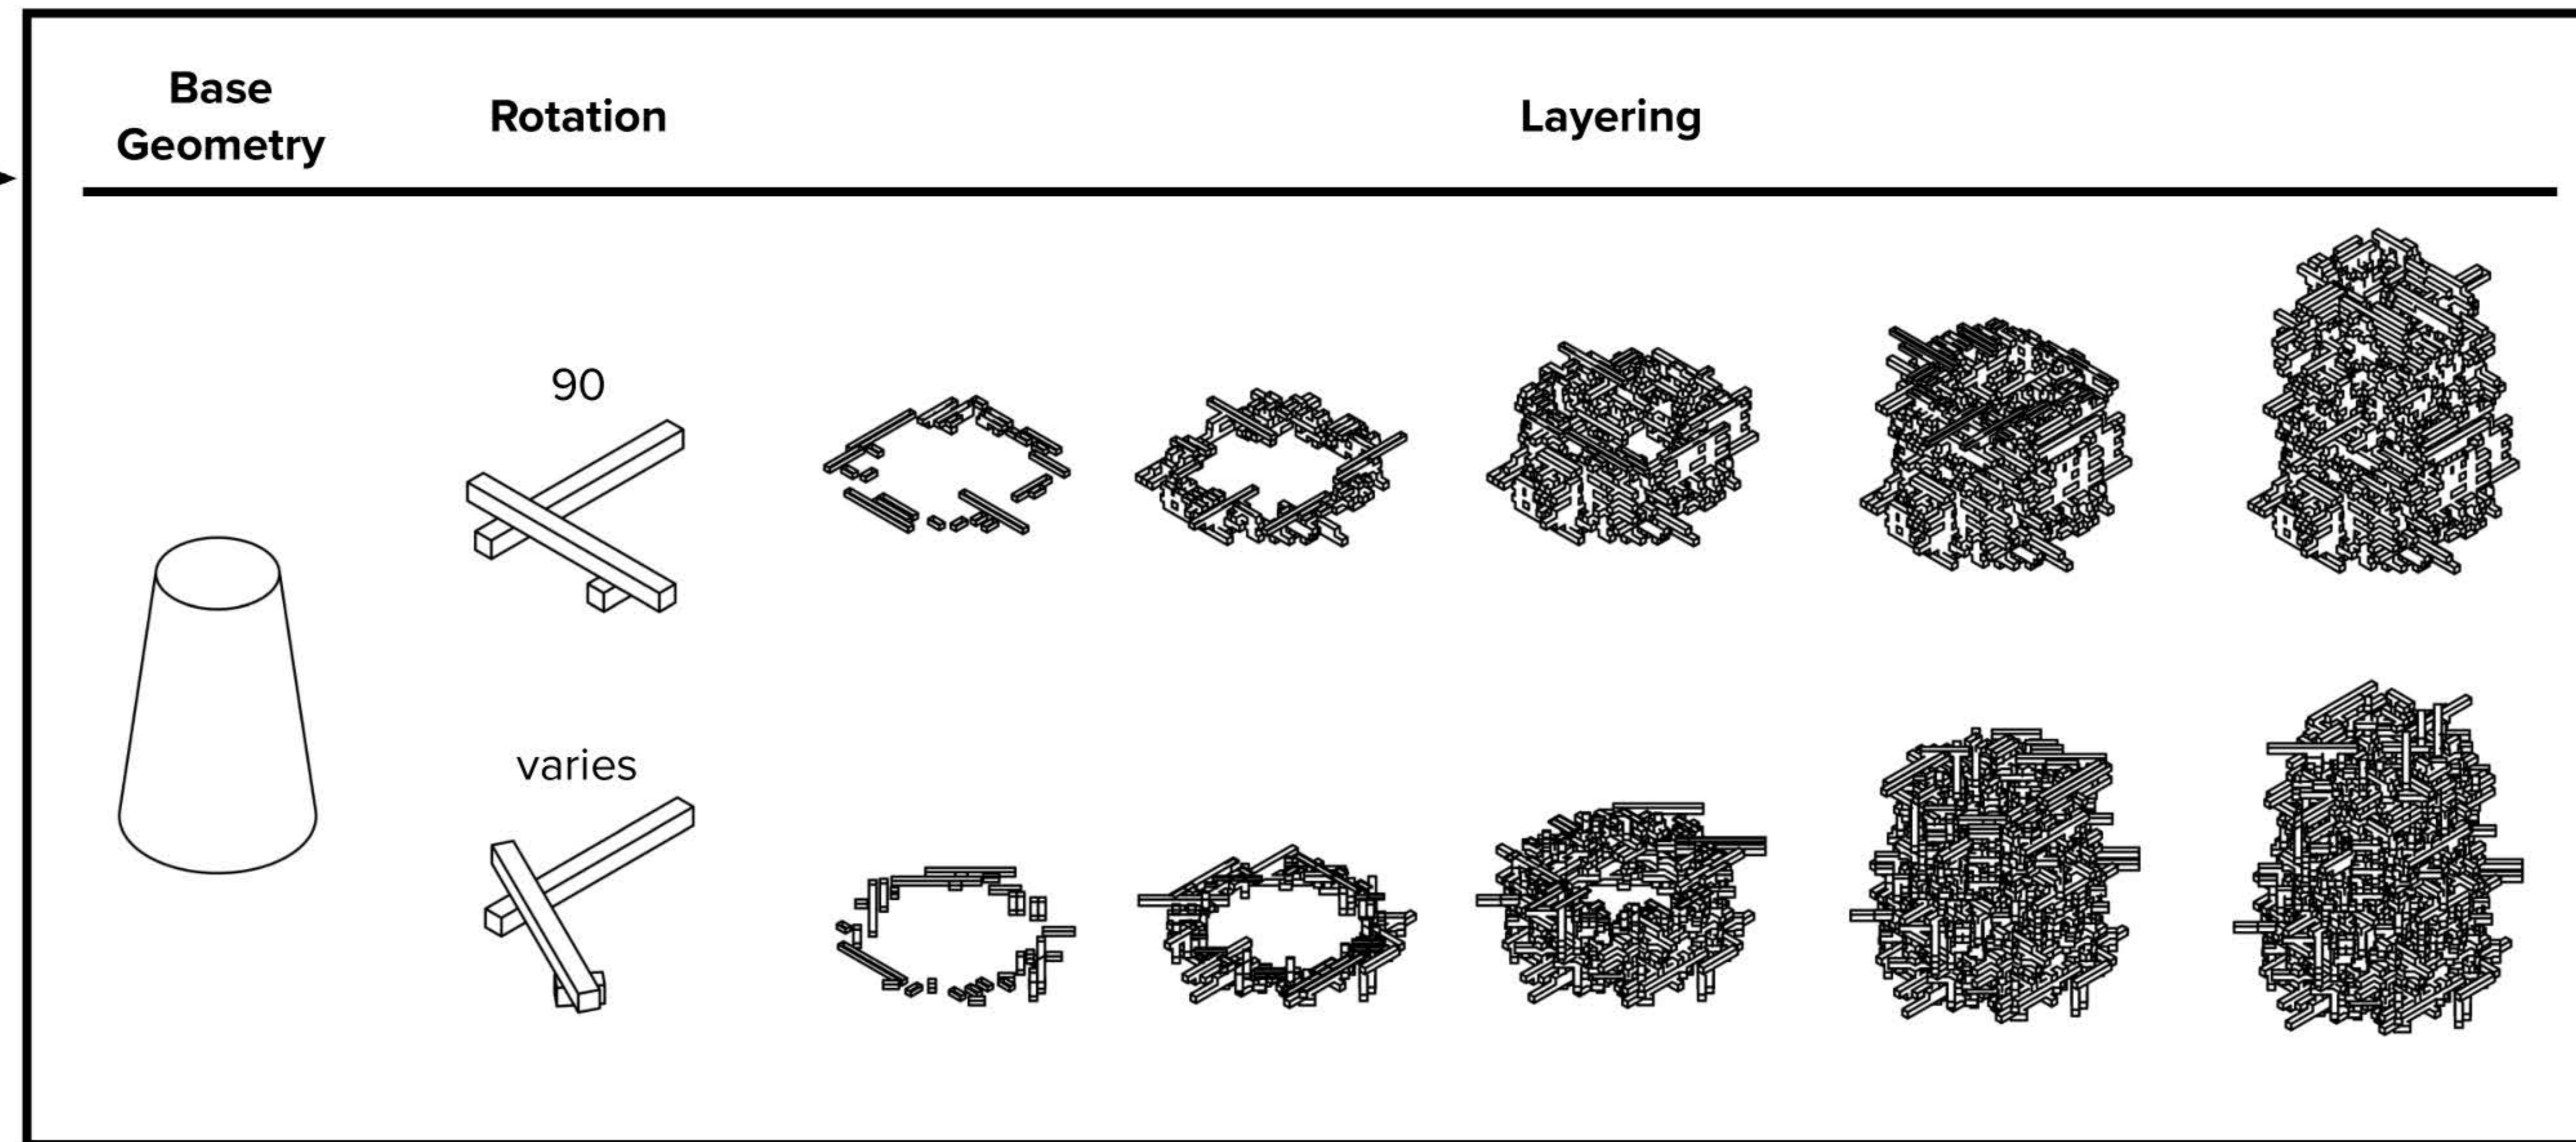 Base
Geometry
Rotation
Layering
90
varies